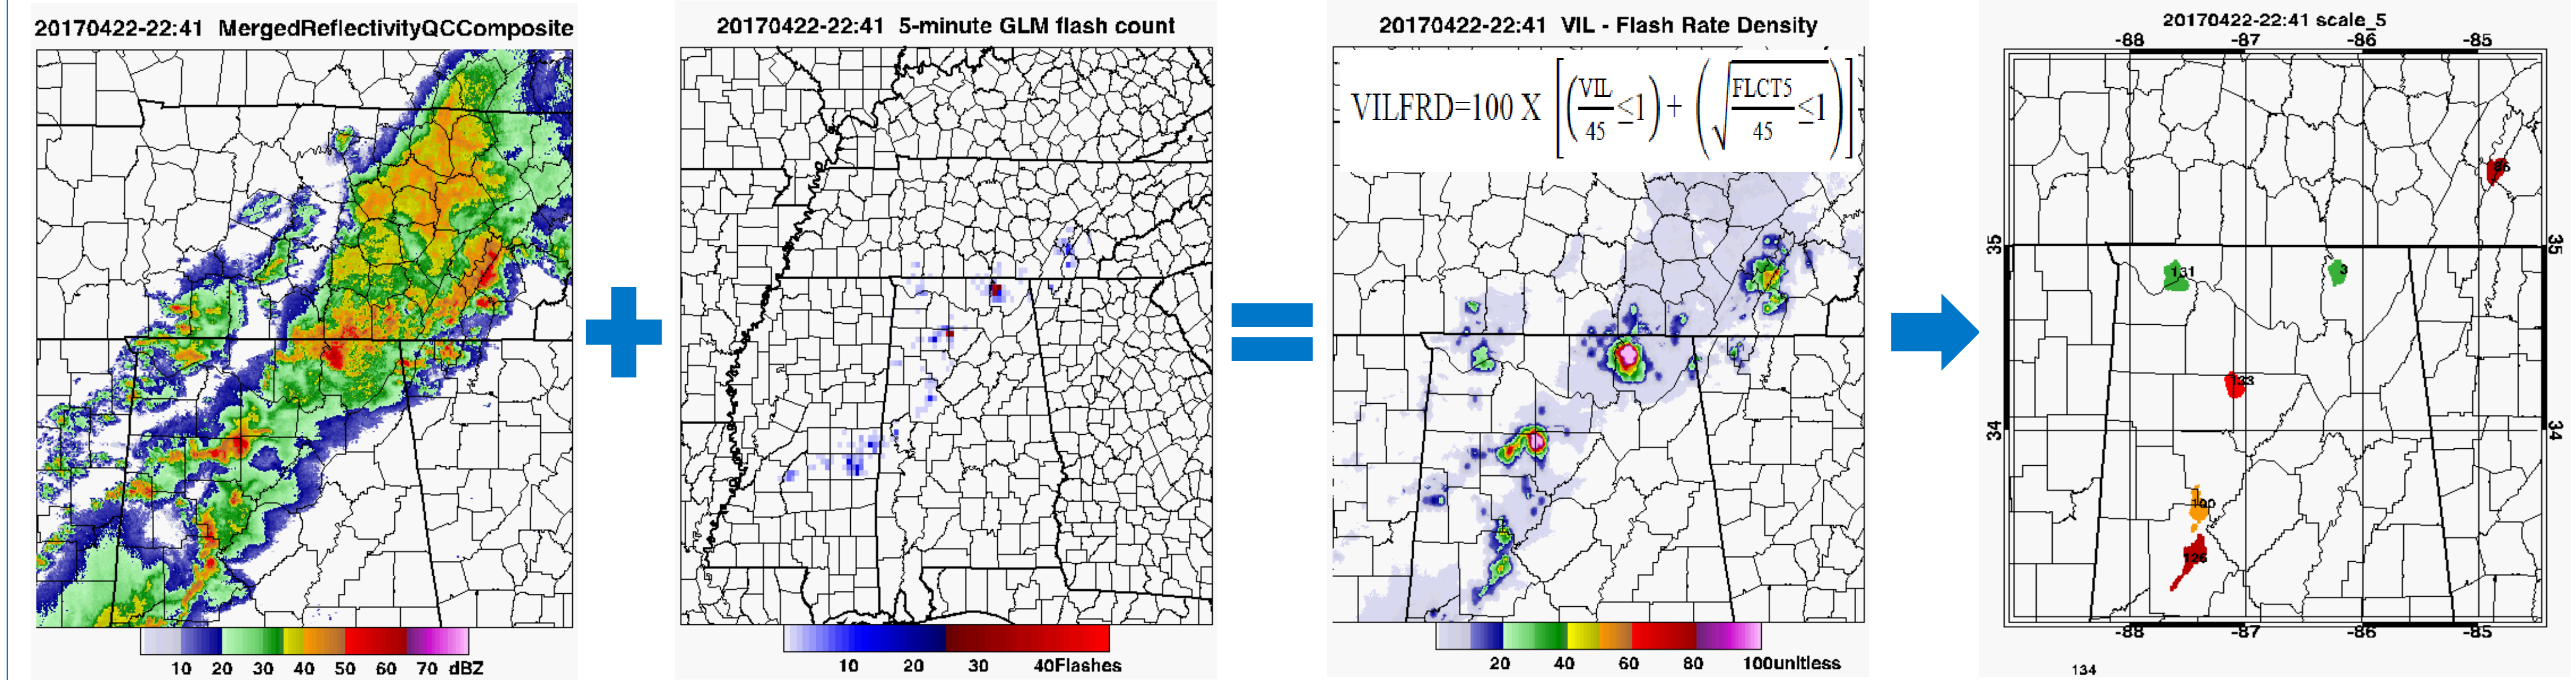 20170422-22:41 MergedReflectivityQCComposite
10 20 30 40 50 60 70 dBZ
20170422-22:41 5-minute GLM flash count
10 20 30 40Flashes
20170422-22:41 VIL - Flash Rate Density
VILFRD=100 X [(VIL/45 ≤1) + (√FLCT5/45 ≤1)]
20 40 60 80 100unitless
20170422-22:41 scale_5
-88 -87 -86 -85
35 35
131 3
133
34 34
100
126
-88 -87 -86 -85
134